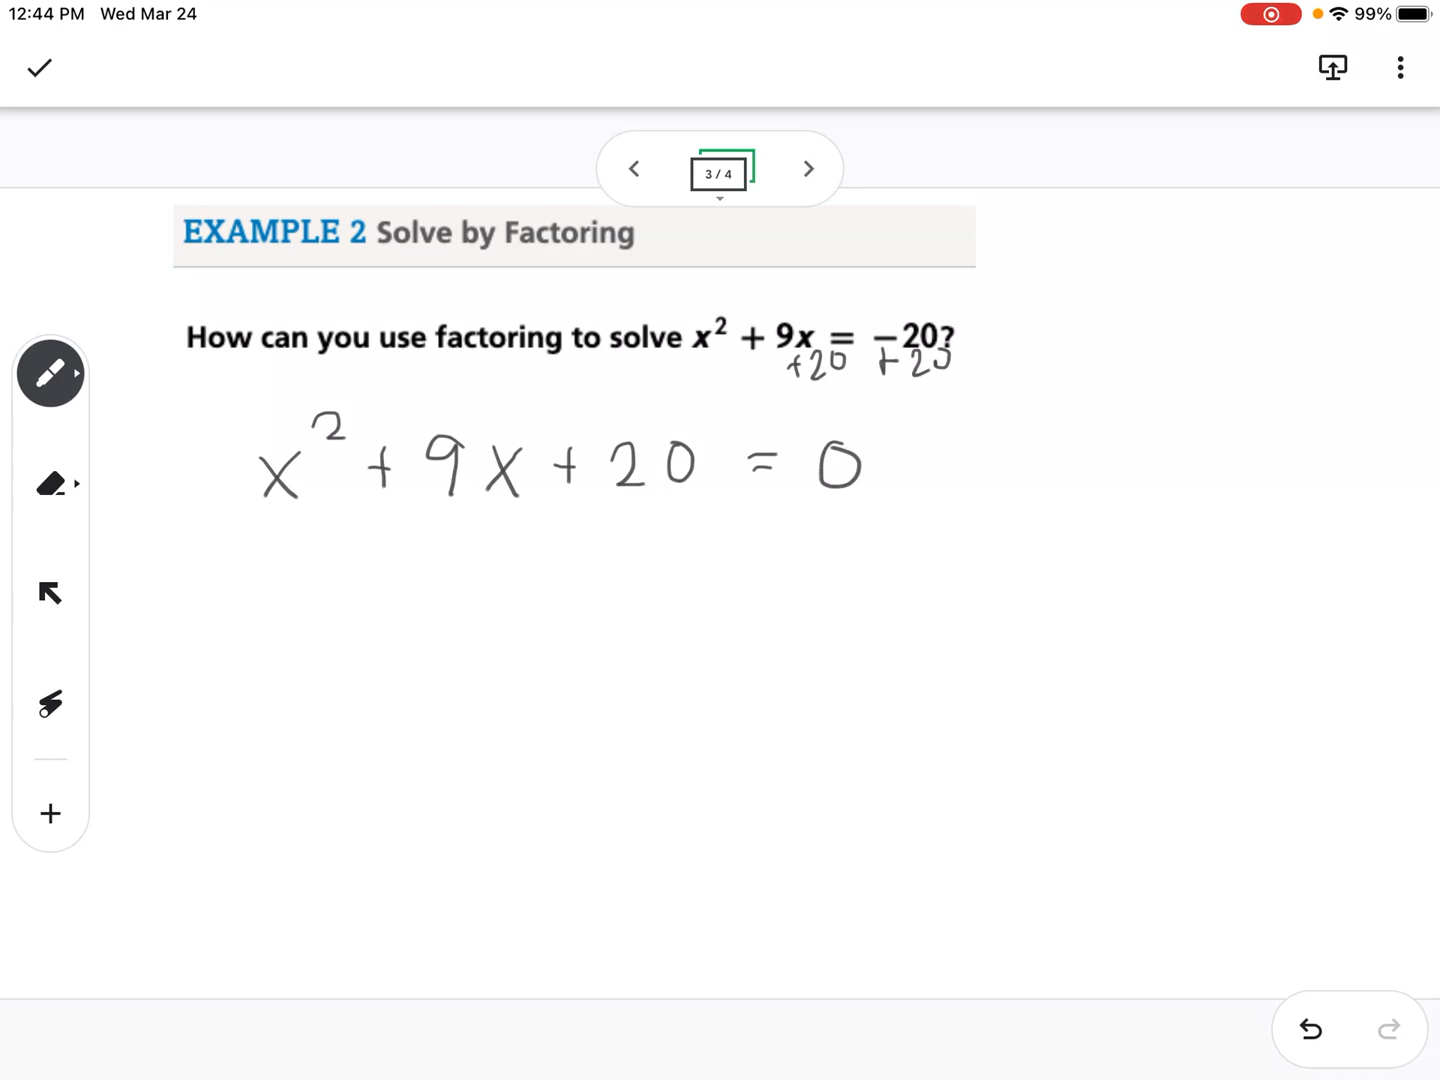 12:44 PM Wed Mar 24
99%
3 / 4
EXAMPLE 2 Solve by Factoring
How can you use factoring to solve x² + 9x = −20?
+20 +20
x² + 9x + 20 = 0